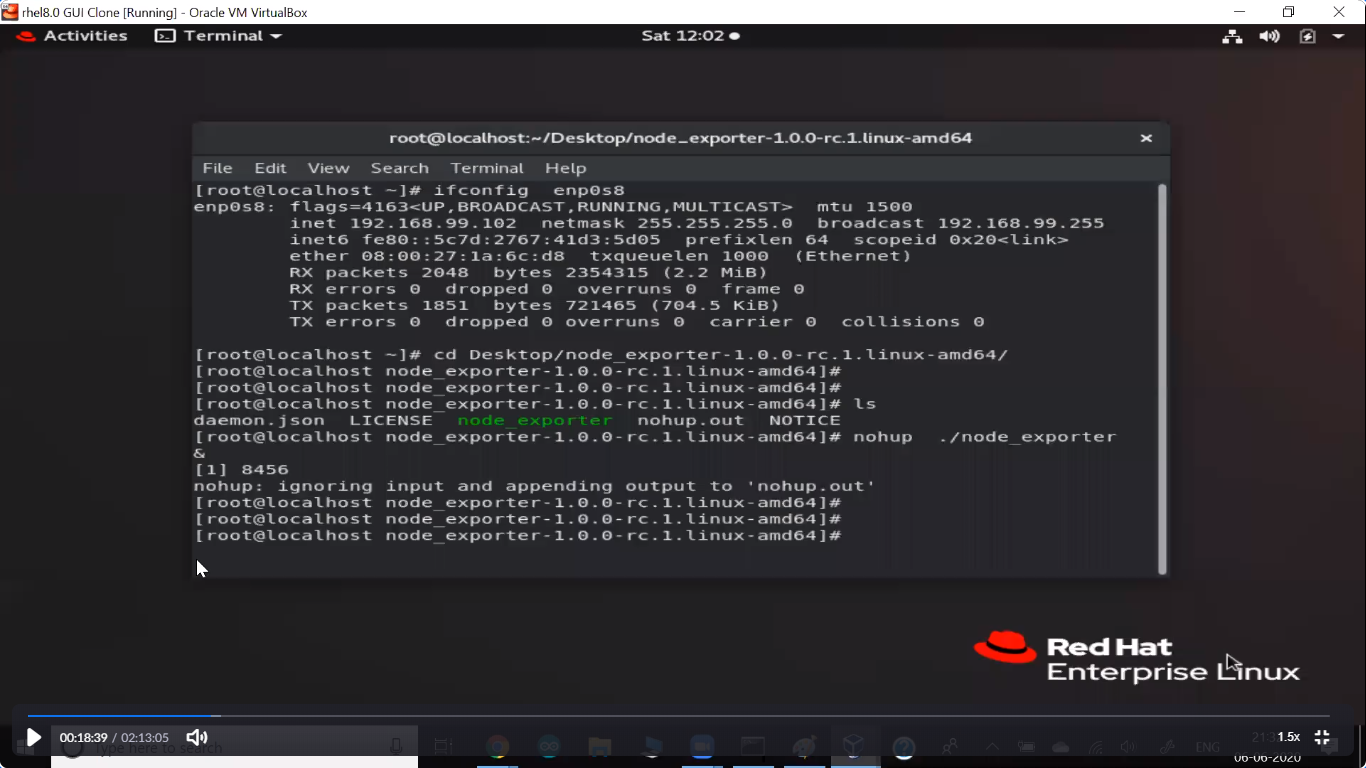 rhel8.0 GUI Clone [Running] - Oracle VM VirtualBox
Activities Terminal Sat 12:02
root@localhost:~/Desktop/node_exporter-1.0.0-rc.1.linux-amd64
File Edit View Search Terminal Help
[root@localhost ~]# ifconfig  enp0s8
enp0s8: flags=4163<UP,BROADCAST,RUNNING,MULTICAST>  mtu 1500
        inet 192.168.99.102  netmask 255.255.255.0  broadcast 192.168.99.255
        inet6 fe80::5c7d:2767:41d3:5d05  prefixlen 64  scopeid 0x20<link>
        ether 08:00:27:1a:6c:d8  txqueuelen 1000  (Ethernet)
        RX packets 2048  bytes 2354315 (2.2 MiB)
        RX errors 0  dropped 0  overruns 0  frame 0
        TX packets 1851  bytes 721465 (704.5 KiB)
        TX errors 0  dropped 0 overruns 0  carrier 0  collisions 0
[root@localhost ~]# cd Desktop/node_exporter-1.0.0-rc.1.linux-amd64/
[root@localhost node_exporter-1.0.0-rc.1.linux-amd64]#
[root@localhost node_exporter-1.0.0-rc.1.linux-amd64]#
[root@localhost node_exporter-1.0.0-rc.1.linux-amd64]# ls
daemon.json  LICENSE  node_exporter  nohup.out  NOTICE
[root@localhost node_exporter-1.0.0-rc.1.linux-amd64]# nohup  ./node_exporter
&
[1] 8456
nohup: ignoring input and appending output to 'nohup.out'
[root@localhost node_exporter-1.0.0-rc.1.linux-amd64]#
[root@localhost node_exporter-1.0.0-rc.1.linux-amd64]#
[root@localhost node_exporter-1.0.0-rc.1.linux-amd64]#
Red Hat
Enterprise Linux
00:18:39 / 02:13:05 1.5x
Type here to search ENG
06-06-2020